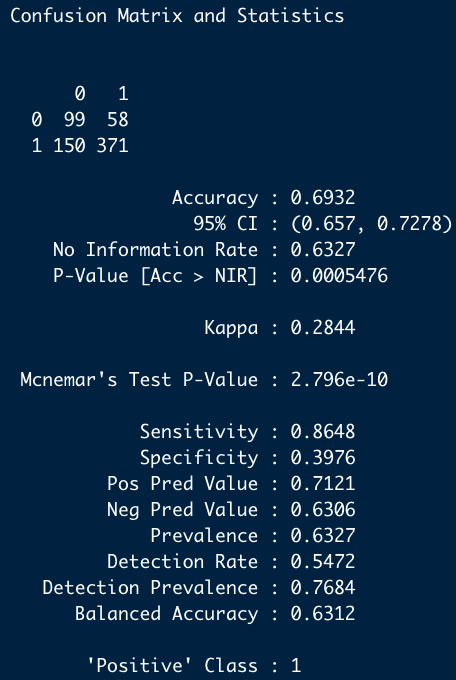 Confusion Matrix and Statistics
0 1
0 99 58
1 150 371
Accuracy : 0.6932
95% CI : (0.657, 0.7278)
No Information Rate : 0.6327
P-Value [Acc > NIR] : 0.0005476
Kappa : 0.2844
Mcnemar's Test P-Value : 2.796e-10
Sensitivity : 0.8648
Specificity : 0.3976
Pos Pred Value : 0.7121
Neg Pred Value : 0.6306
Prevalence : 0.6327
Detection Rate : 0.5472
Detection Prevalence : 0.7684
Balanced Accuracy : 0.6312
'Positive' Class : 1